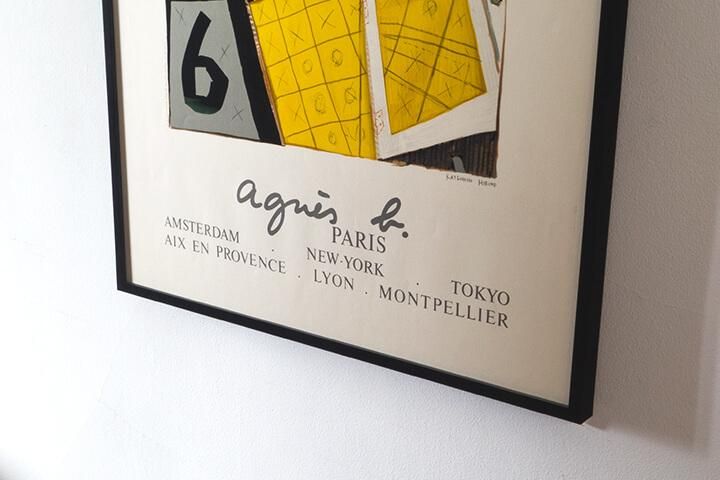 6
agnès b.
PARIS
AMSTERDAM . NEW-YORK . TOKYO
AIX EN PROVENCE . LYON . MONTPELLIER